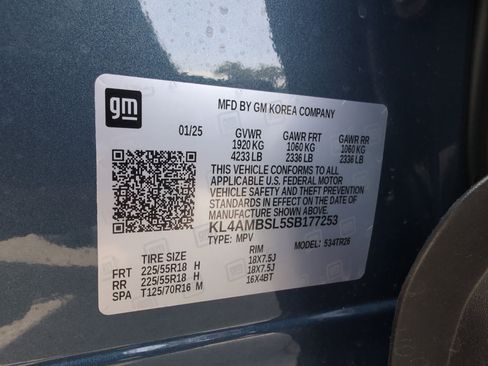 gm
MFD BY GM KOREA COMPANY
01/25 GVWR GAWR FRT GAWR RR
1920 KG 1060 KG 1060 KG
4233 LB 2336 LB 2336 LB
THIS VEHICLE CONFORMS TO ALL
APPLICABLE U.S. FEDERAL MOTOR
VEHICLE SAFETY AND THEFT PREVENTION
STANDARDS IN EFFECT ON THE DATE OF
MANUFACTURE SHOWN ABOVE.
KL4AMBSL5SB177253
TYPE: MPV MODEL: 534TR26
TIRE SIZE RIM
FRT 225/55R18 H 18X7.5J
RR 225/55R18 H 18X7.5J
SPA T125/70R16 M 16X4BT